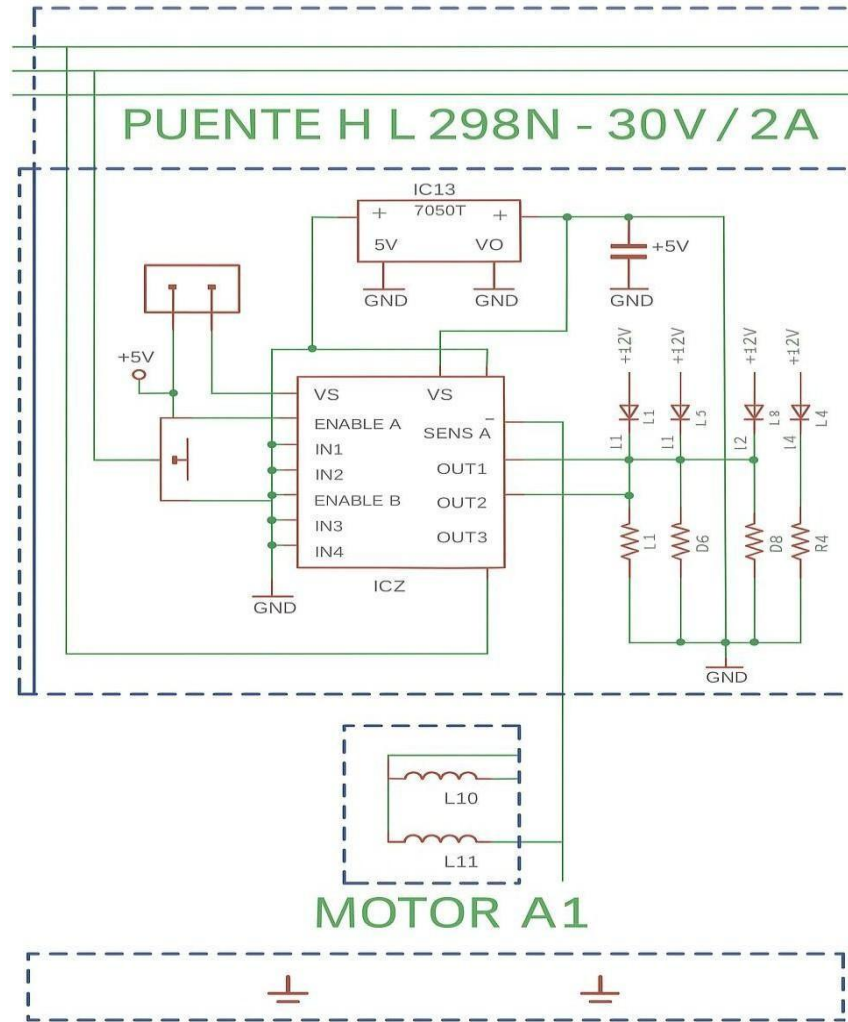 PUENTE H L 298N - 30V / 2A
IC13
7050T
+ +
5V VO
GND GND
+5V
GND
+5V
+12V +12V +12V +12V
VS VS
ENABLE A
SENS A
IN1
OUT1
IN2
ENABLE B
OUT2
IN3
OUT3
IN4
ICZ
GND
L1 L5 L8 L4
L1 L1 L2 L4
L1 D6 D8 R4
GND
L10
L11
MOTOR A1